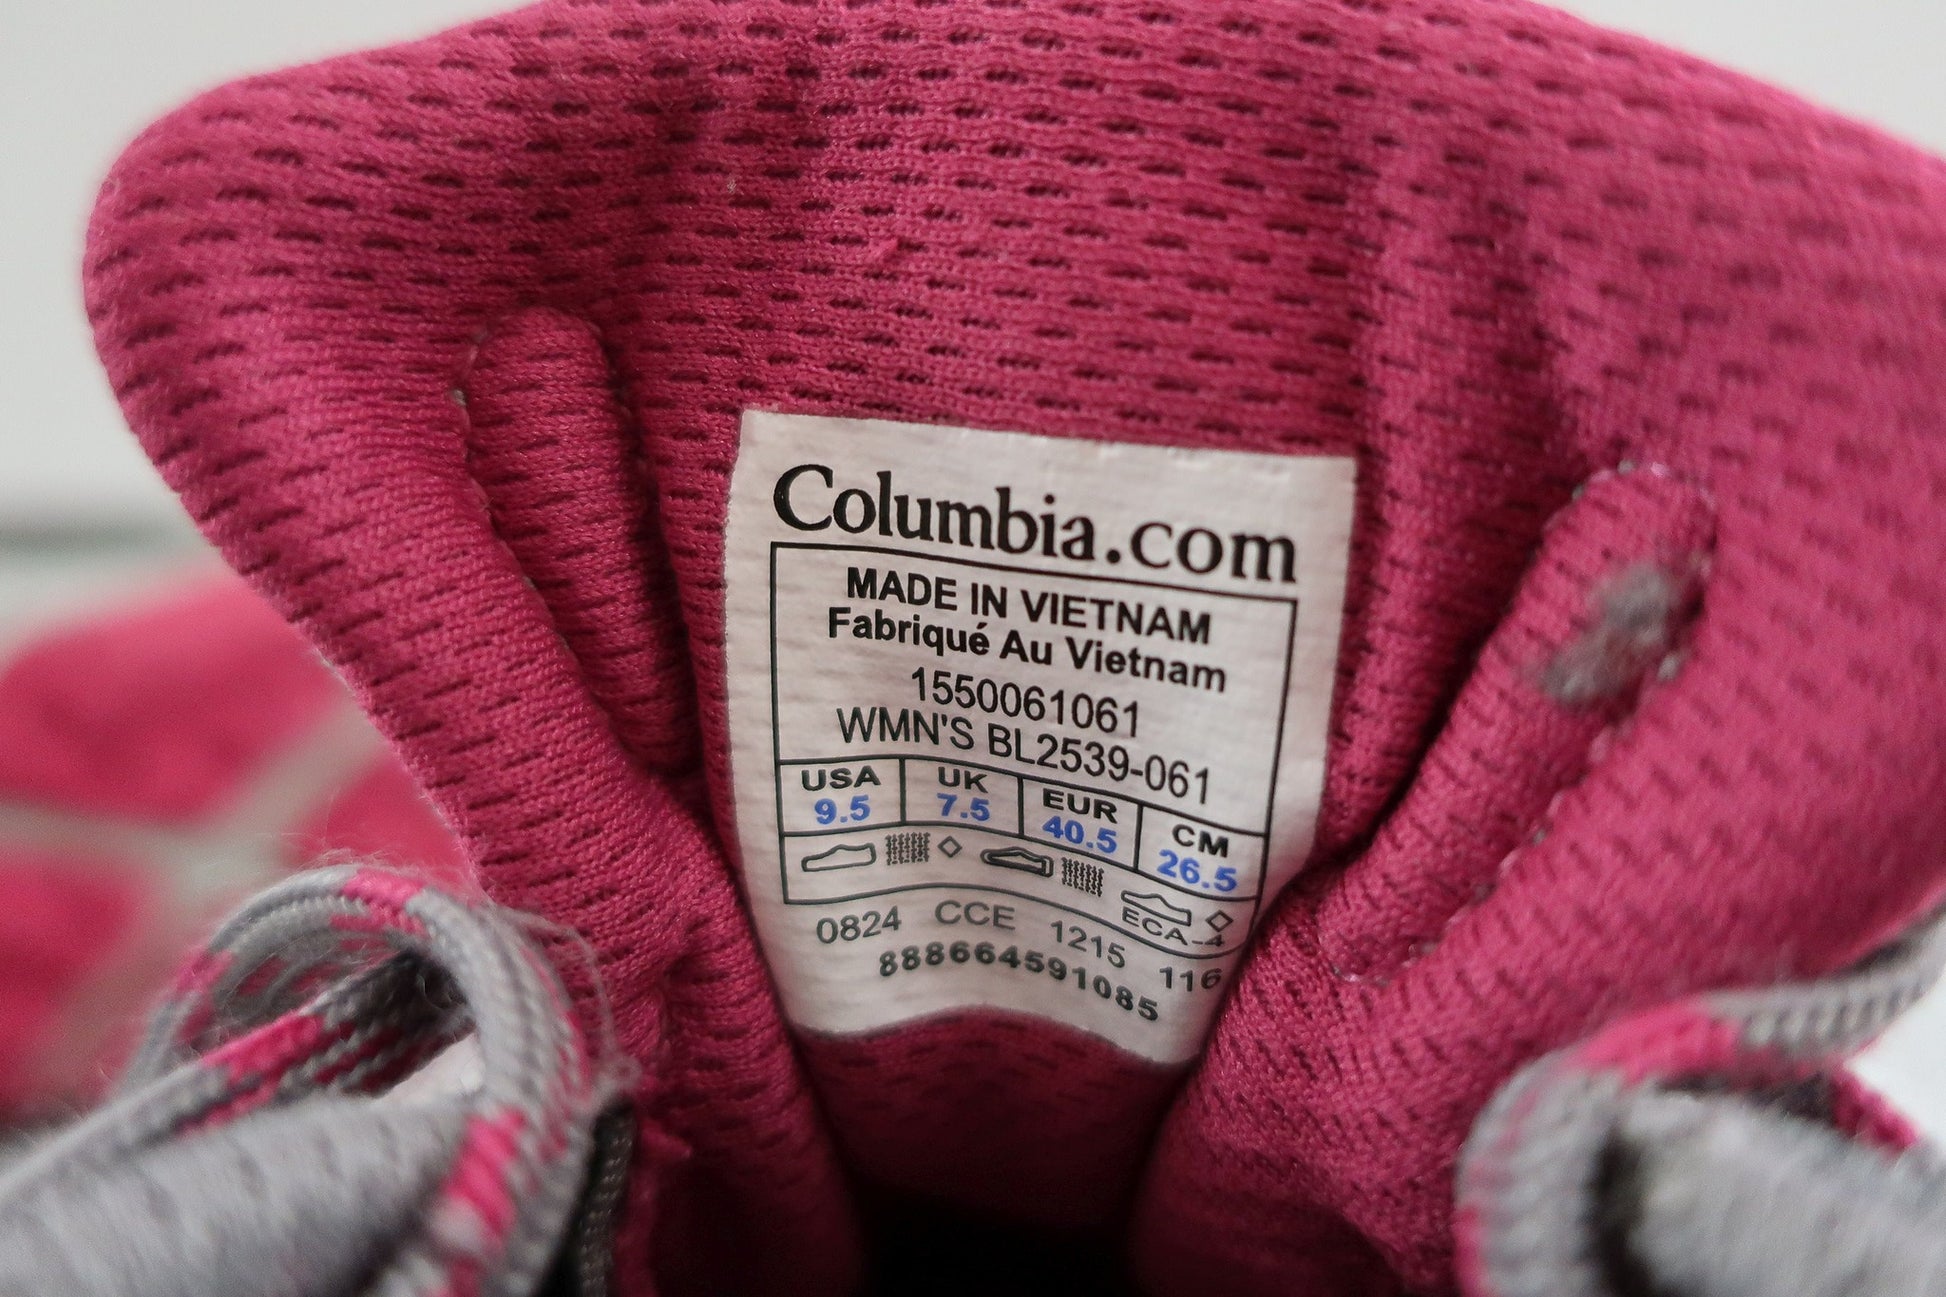 Columbia.com
MADE IN VIETNAM
Fabriqué Au Vietnam
1550061061
WMN'S BL2539-061
USA UK EUR CM
9.5 7.5 40.5 26.5
ECA-4
0824 CCE 1215 116
888664591085